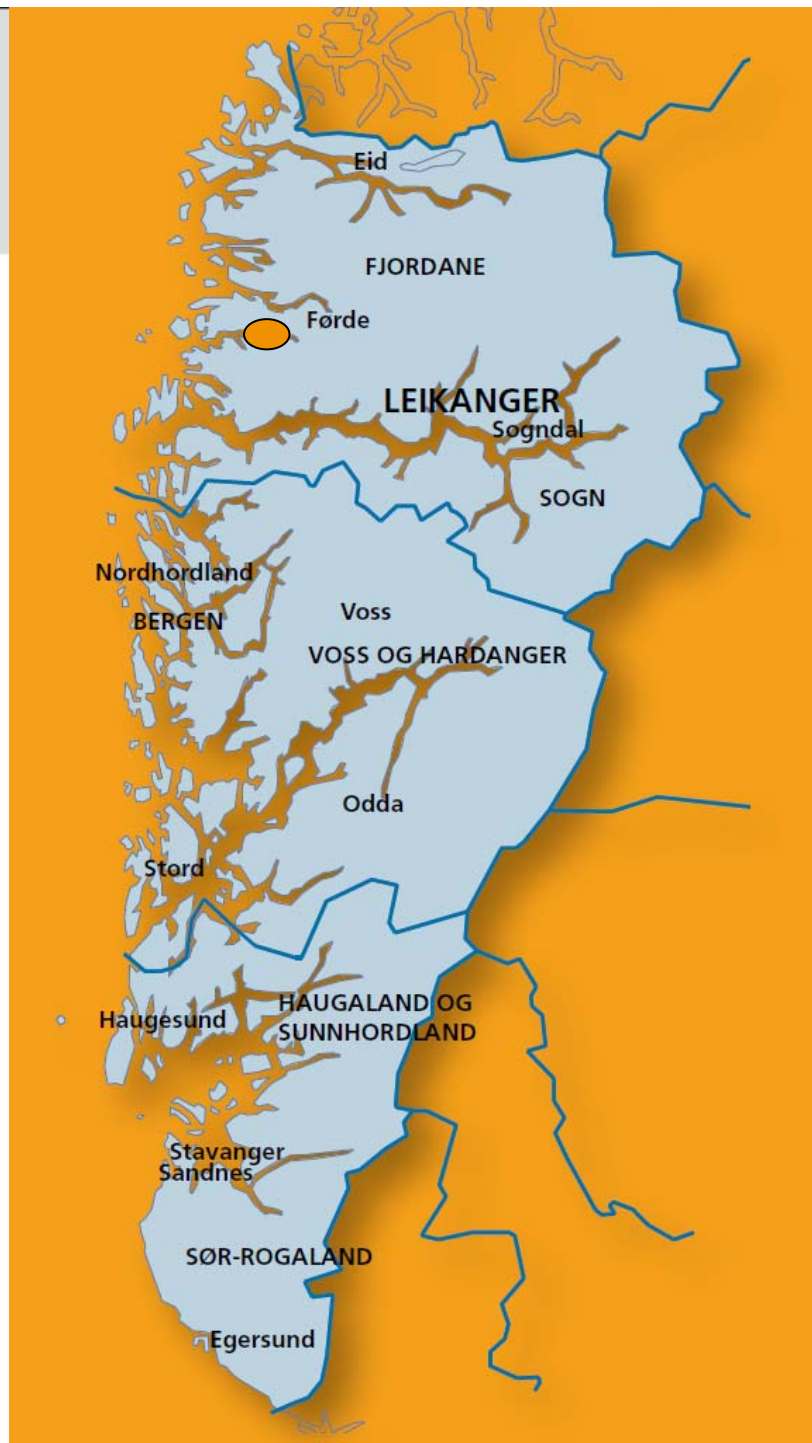 Eid
FJORDANE
Førde
LEIKANGER
Søgndal
SOGN
Nordhordland
BERGEN
Voss
VOSS OG HARDANGER
Odda
Stord
HAUGALAND OG
SUNNHORDLAND
Haugesund
Stavanger
Sandnes
SØR-ROGALAND
Egersund